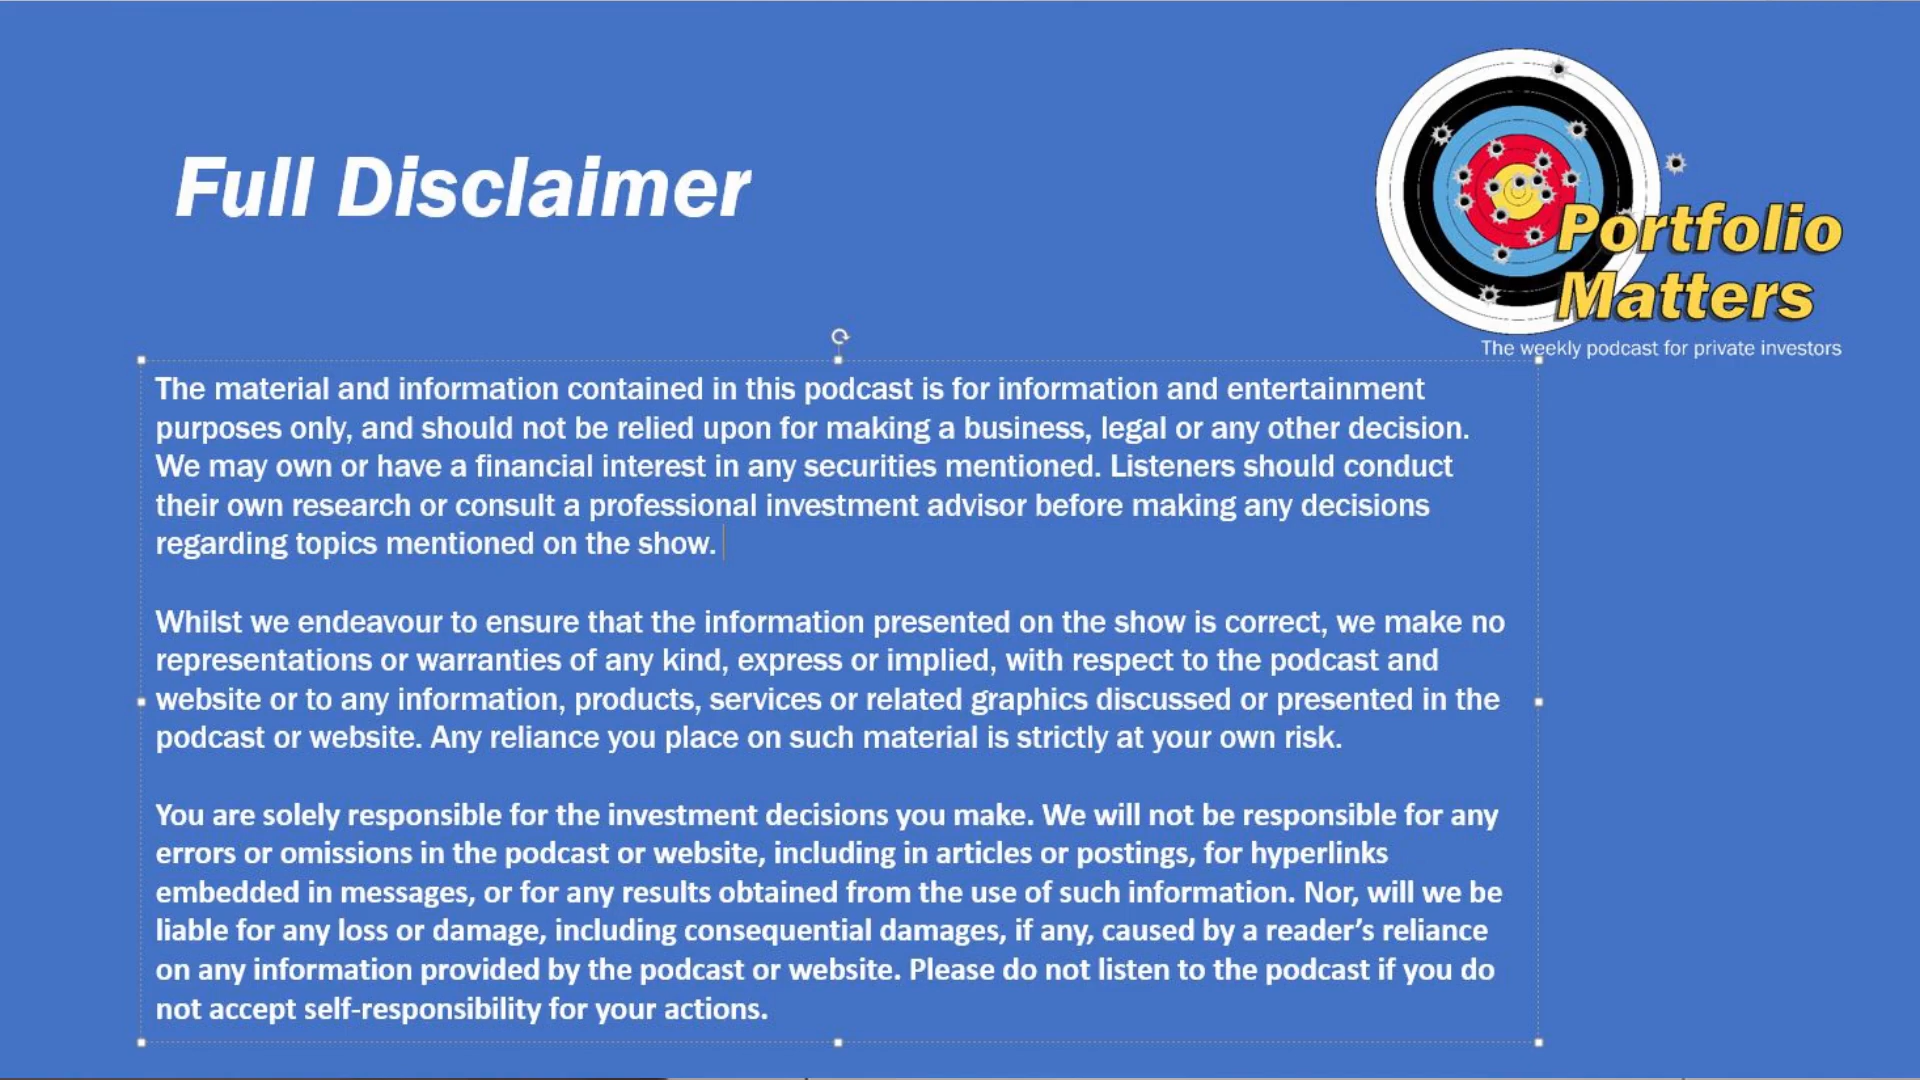 Full Disclaimer
Portfolio
Matters
The weekly podcast for private investors
The material and information contained in this podcast is for information and entertainment
purposes only, and should not be relied upon for making a business, legal or any other decision.
We may own or have a financial interest in any securities mentioned. Listeners should conduct
their own research or consult a professional investment advisor before making any decisions
regarding topics mentioned on the show.
Whilst we endeavour to ensure that the information presented on the show is correct, we make no
representations or warranties of any kind, express or implied, with respect to the podcast and
website or to any information, products, services or related graphics discussed or presented in the
podcast or website. Any reliance you place on such material is strictly at your own risk.
You are solely responsible for the investment decisions you make. We will not be responsible for any
errors or omissions in the podcast or website, including in articles or postings, for hyperlinks
embedded in messages, or for any results obtained from the use of such information. Nor, will we be
liable for any loss or damage, including consequential damages, if any, caused by a reader’s reliance
on any information provided by the podcast or website. Please do not listen to the podcast if you do
not accept self-responsibility for your actions.